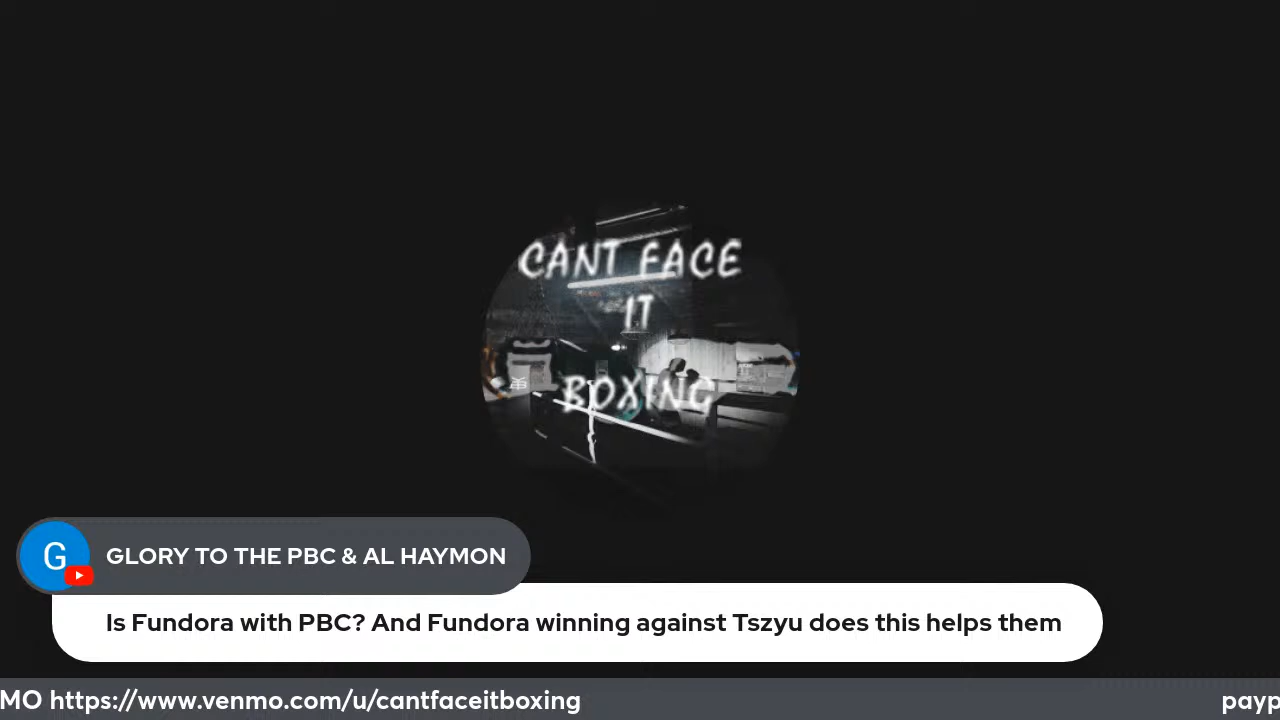 CANT FACE
IT
BOXING
G
GLORY TO THE PBC & AL HAYMON
Is Fundora with PBC? And Fundora winning against Tszyu does this helps them
MO https://www.venmo.com/u/cantfaceitboxing
payp